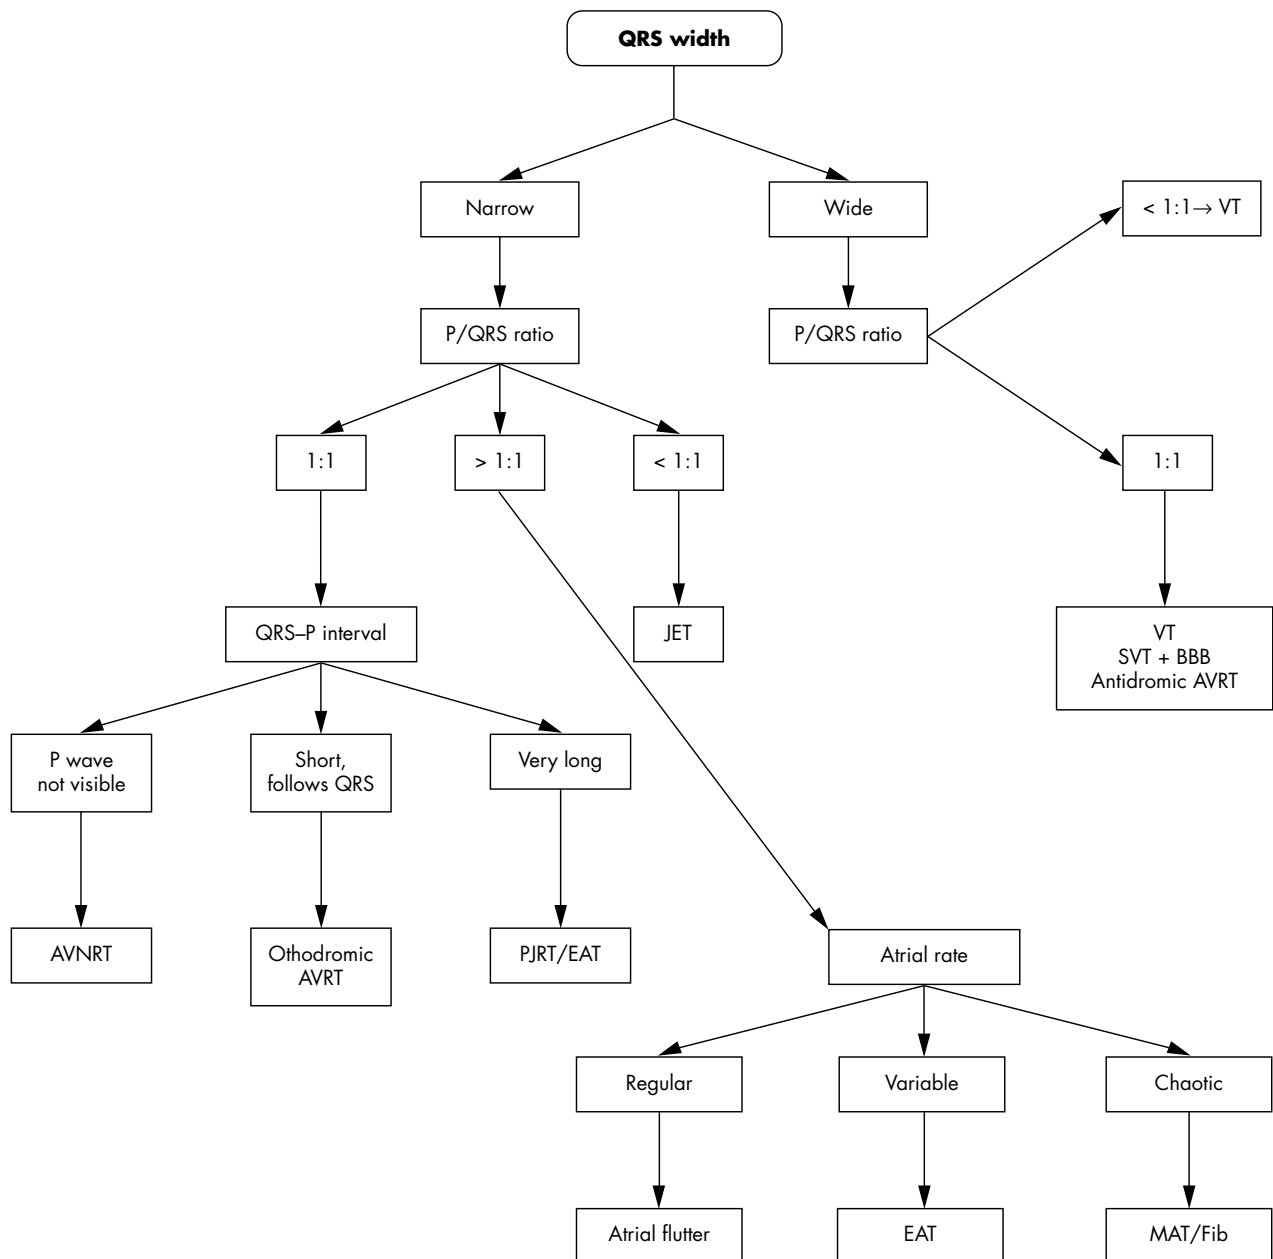 QRS width
Narrow
Wide
< 1:1→ VT
P/QRS ratio
P/QRS ratio
1:1
> 1:1
< 1:1
1:1
QRS–P interval
JET
VT
SVT + BBB
Antidromic AVRT
P wave
not visible
Short,
follows QRS
Very long
AVNRT
Othodromic
AVRT
PJRT/EAT
Atrial rate
Regular
Variable
Chaotic
Atrial flutter
EAT
MAT/Fib